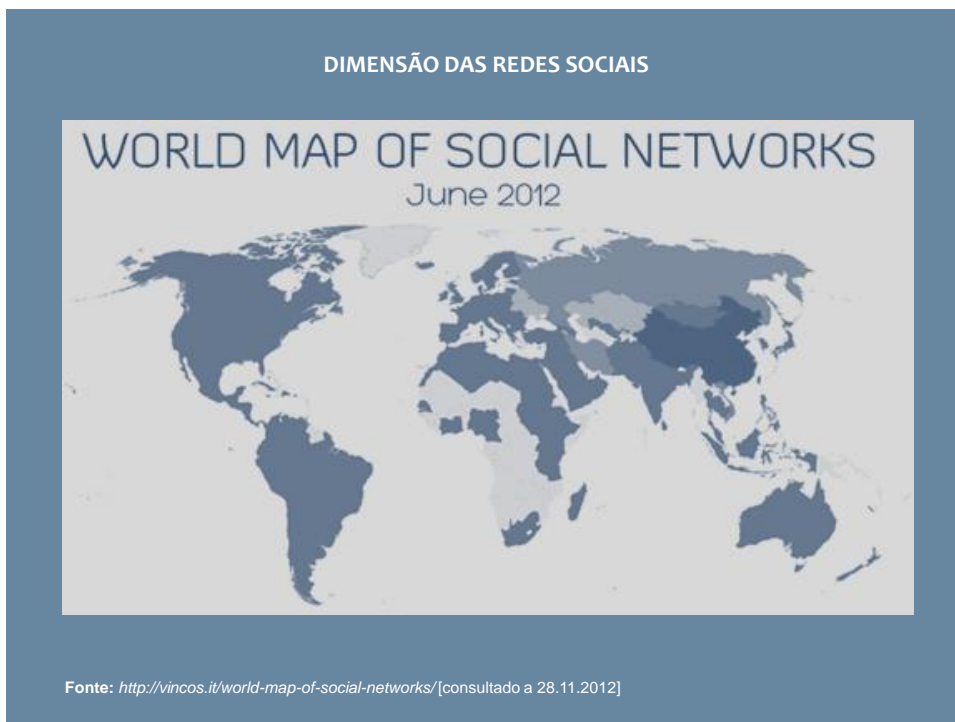 DIMENSÃO DAS REDES SOCIAIS
WORLD MAP OF SOCIAL NETWORKS
June 2012
Fonte: http://vincos.it/world-map-of-social-networks/[consultado a 28.11.2012]